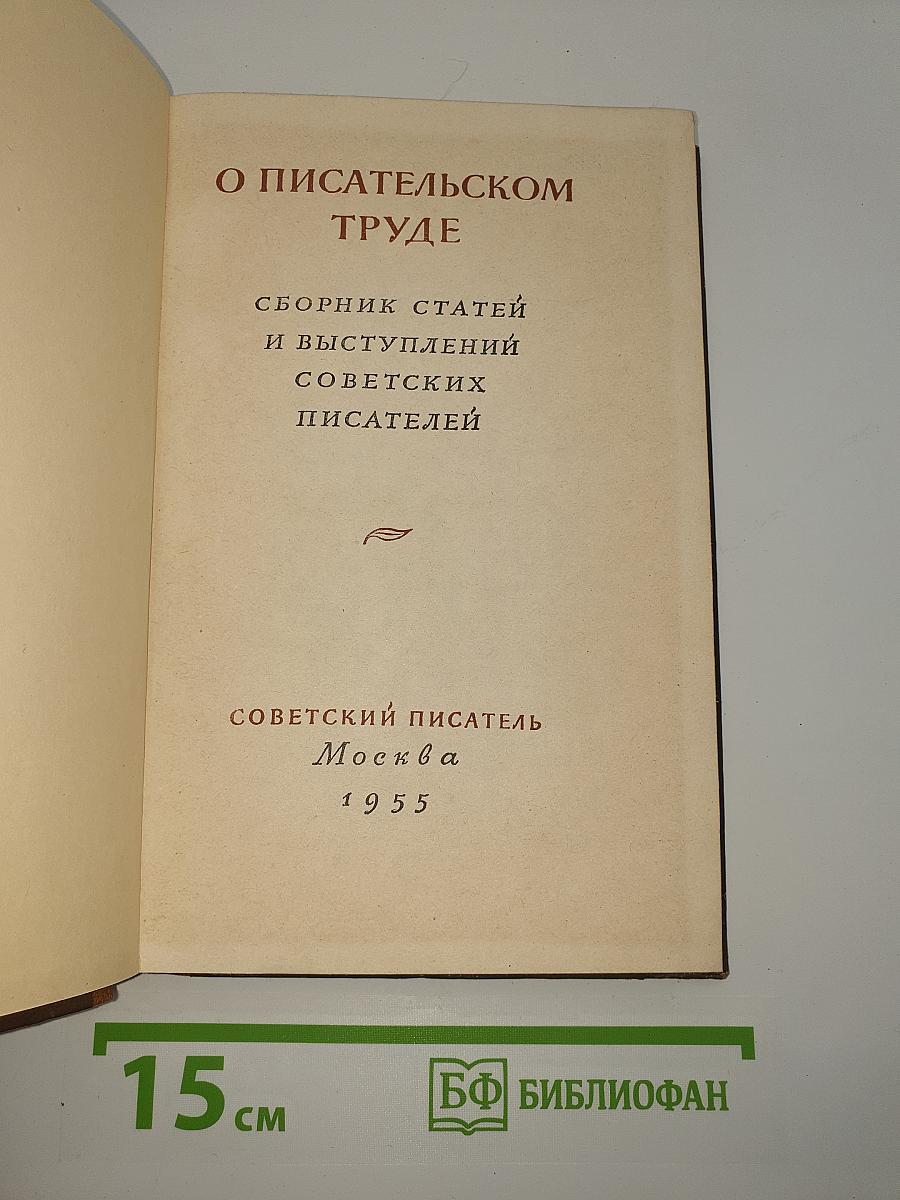 О ПИСАТЕЛЬСКОМ
ТРУДЕ
СБОРНИК СТАТЕЙ
И ВЫСТУПЛЕНИЙ
СОВЕТСКИХ
ПИСАТЕЛЕЙ
СОВЕТСКИЙ ПИСАТЕЛЬ
Москва
1955
15 см
БФ БИБЛИОФАН